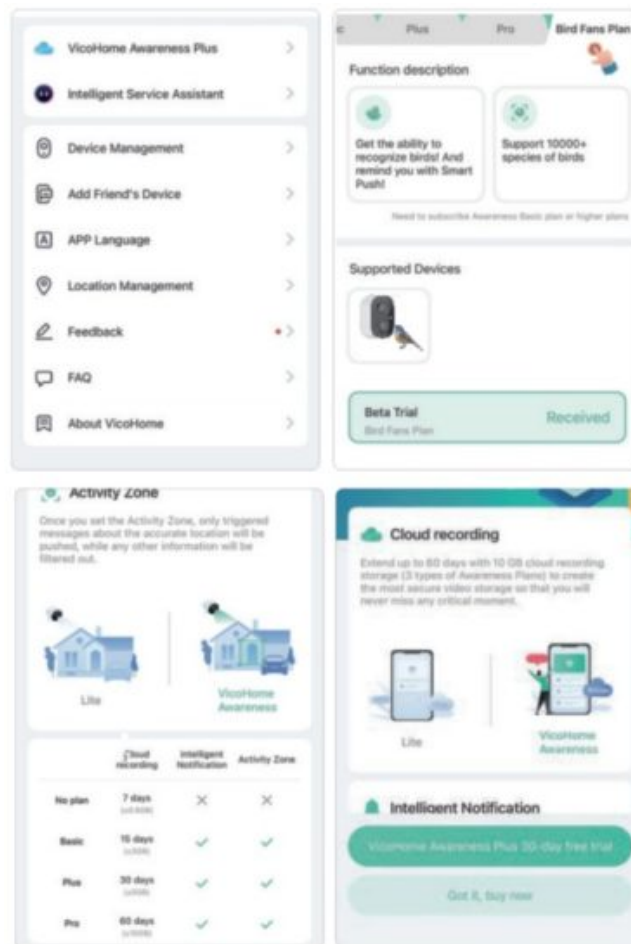 VicoHome Awareness Plus
Intelligent Service Assistant
Device Management
Add Friend's Device
APP Language
Location Management
Feedback
FAQ
About VicoHome
c
Plus
Pro
Bird Fans Plan
Function description
Get the ability to
recognize birds! And
remind you with Smart
Push!
Support 10000+
species of birds
Need to subscribe Awareness Basic plan or higher plans
Supported Devices
Beta Trial
Bird Fans Plan
Received
Activity Zone
Once you set the Activity Zone, only triggered
messages about the accurate location will be
pushed, while any other information will be
filtered out.
Lite
VicoHome
Awareness
Cloud
recording
Intelligent
Notification
Activity Zone
No plan
7 days
Basic
15 days
Plus
30 days
Pro
60 days
Cloud recording
Extend up to 60 days with 10 GB cloud recording
storage (3 types of Awareness Plans) to create
the most secure video storage so that you will
never miss any critical moment.
Lite
VicoHome
Awareness
Intelligent Notification
VicoHome Awareness Plus 30-day free trial
Got it, buy now